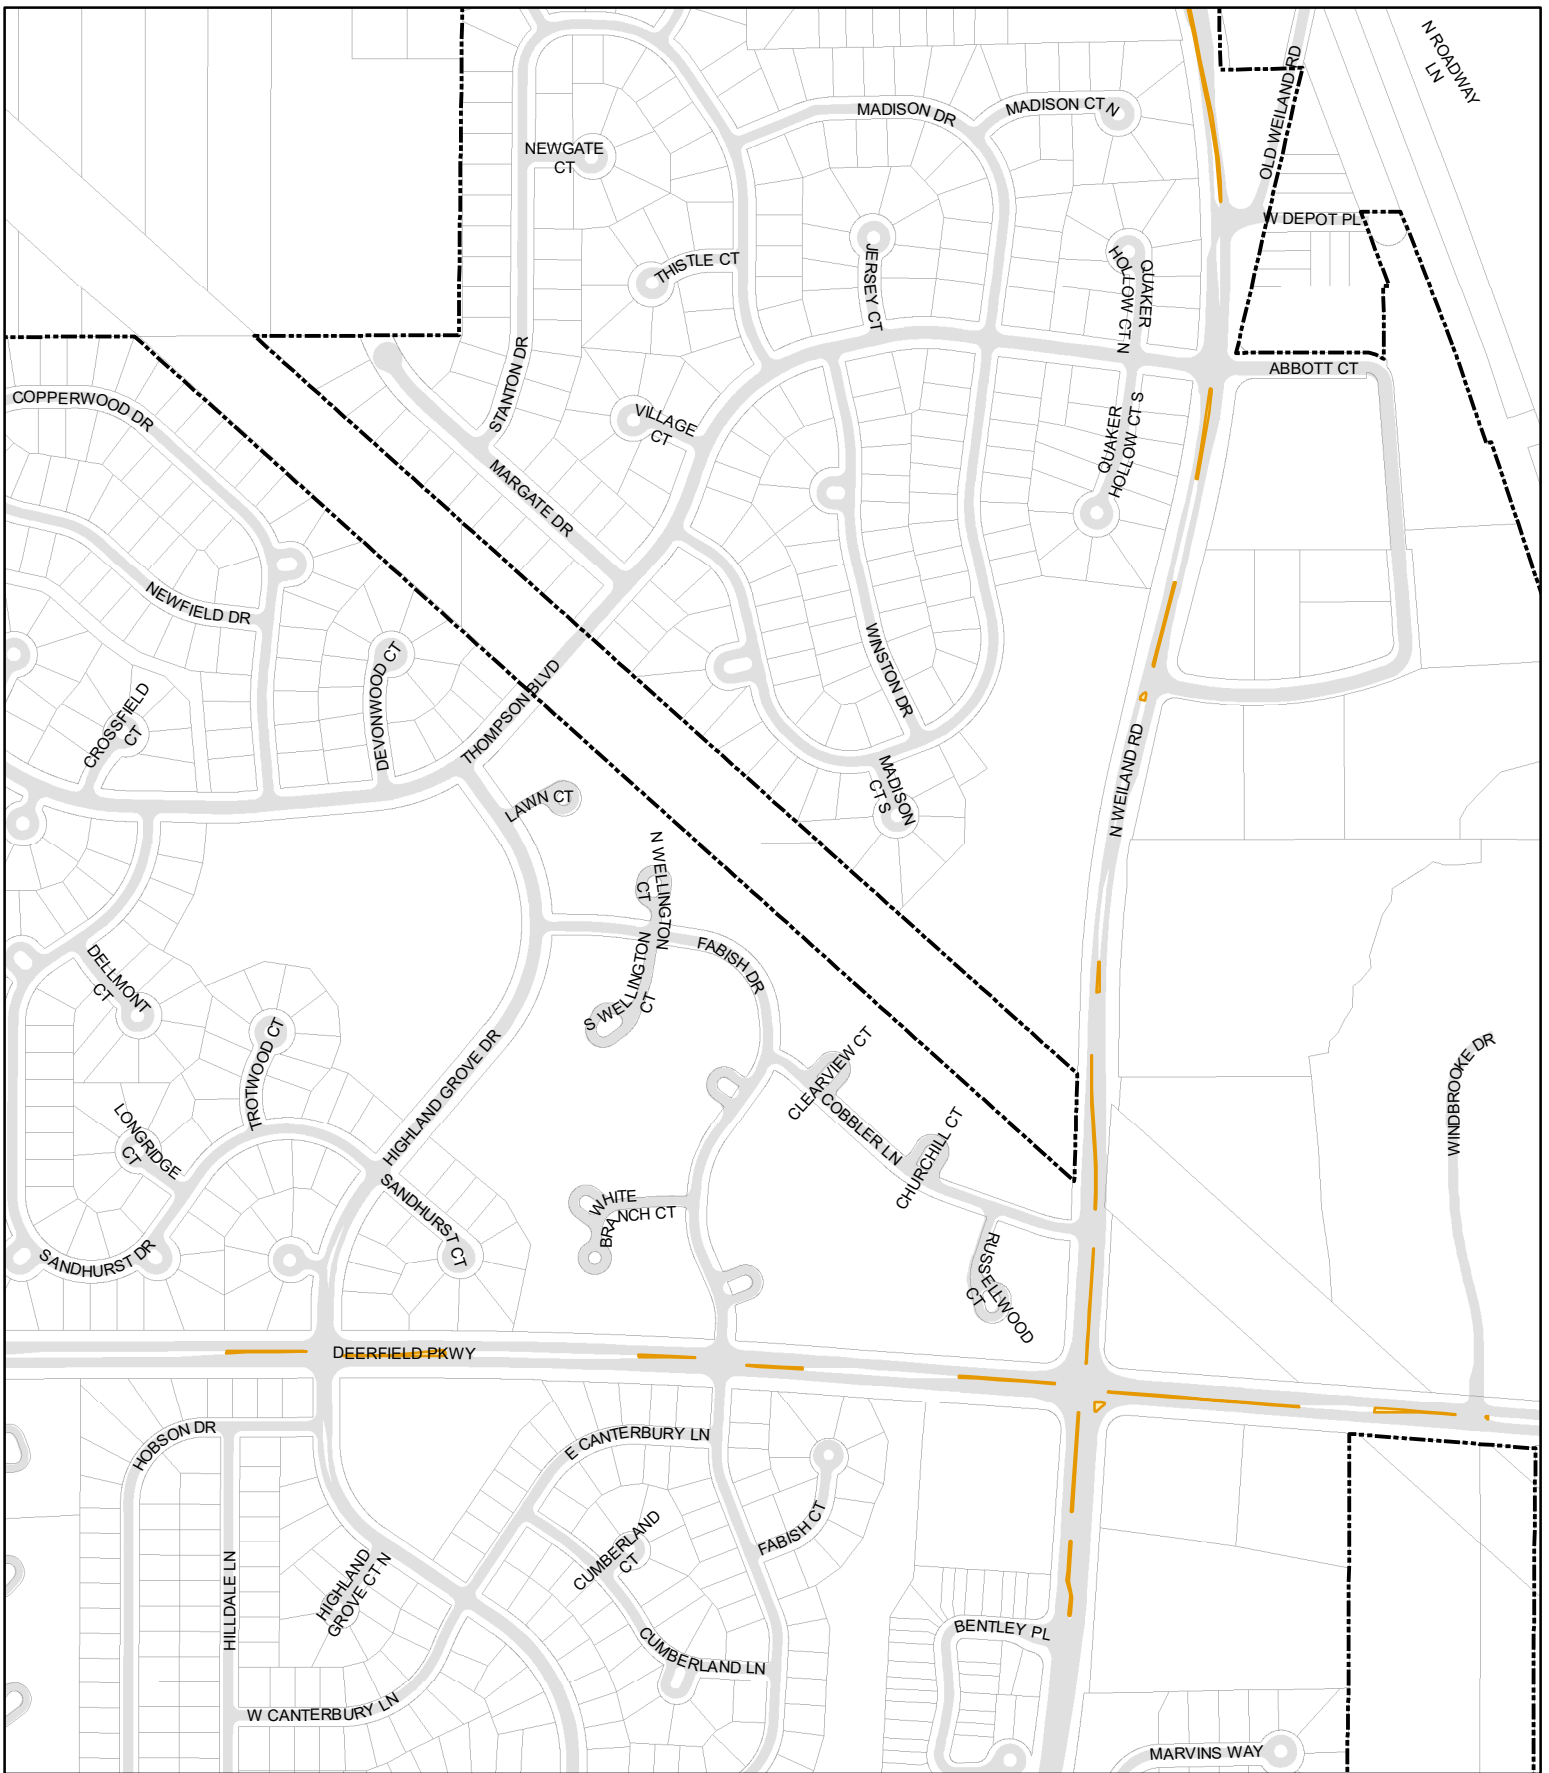 N ROADWAY
LN
MADISON DR
MADISON CT N
OLD WEILAND RD
NEWGATE
CT
W DEPOT PL
THISTLE CT
JERSEY CT
QUAKER
HOLLOW CT N
ABBOTT CT
STANTON DR
COPPERWOOD DR
VILLAGE
CT
QUAKER
HOLLOW CT S
MARGATE DR
NEWFIELD DR
DEVONWOOD CT
WINSTON DR
THOMPSON BLVD
CROSSFIELD
CT
N WEILAND RD
MADISON
CT S
LAWN CT
N WELLINGTON
CT
FABISH DR
DELLMONT
CT
S WELLINGTON
CT
TROTWOOD CT
HIGHLAND GROVE DR
CLEARVIEW CT
COBBLER LN
WINDBROOKE DR
LONGRIDGE
CT
CHURCHILL CT
SANDHURST CT
WHITE
BRANCH CT
SANDHURST DR
RUSSELLWOOD
CT
DEERFIELD PKWY
HOBSON DR
E CANTERBURY LN
FABISH CT
CUMBERLAND
CT
HIGHLAND
GROVE CT N
HILLDALE LN
BENTLEY PL
CUMBERLAND LN
W CANTERBURY LN
MARVINS WAY